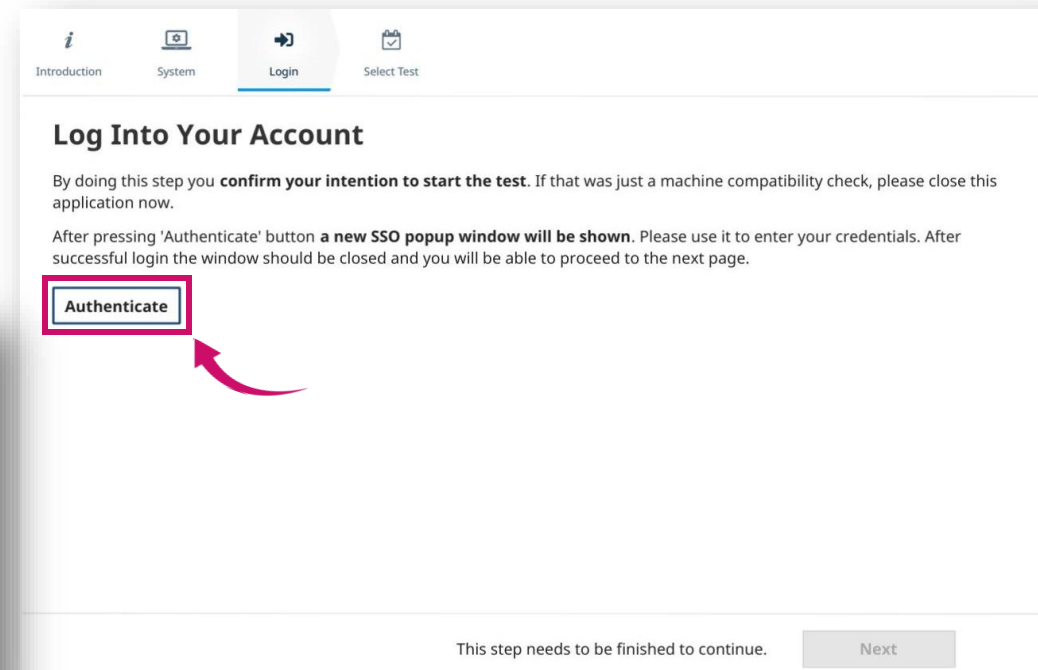 Introduction
System
Login
Select Test
Log Into Your Account
By doing this step you confirm your intention to start the test. If that was just a machine compatibility check, please close this
application now.
After pressing 'Authenticate' button a new SSO popup window will be shown. Please use it to enter your credentials. After
successful login the window should be closed and you will be able to proceed to the next page.
Authenticate
This step needs to be finished to continue.
Next